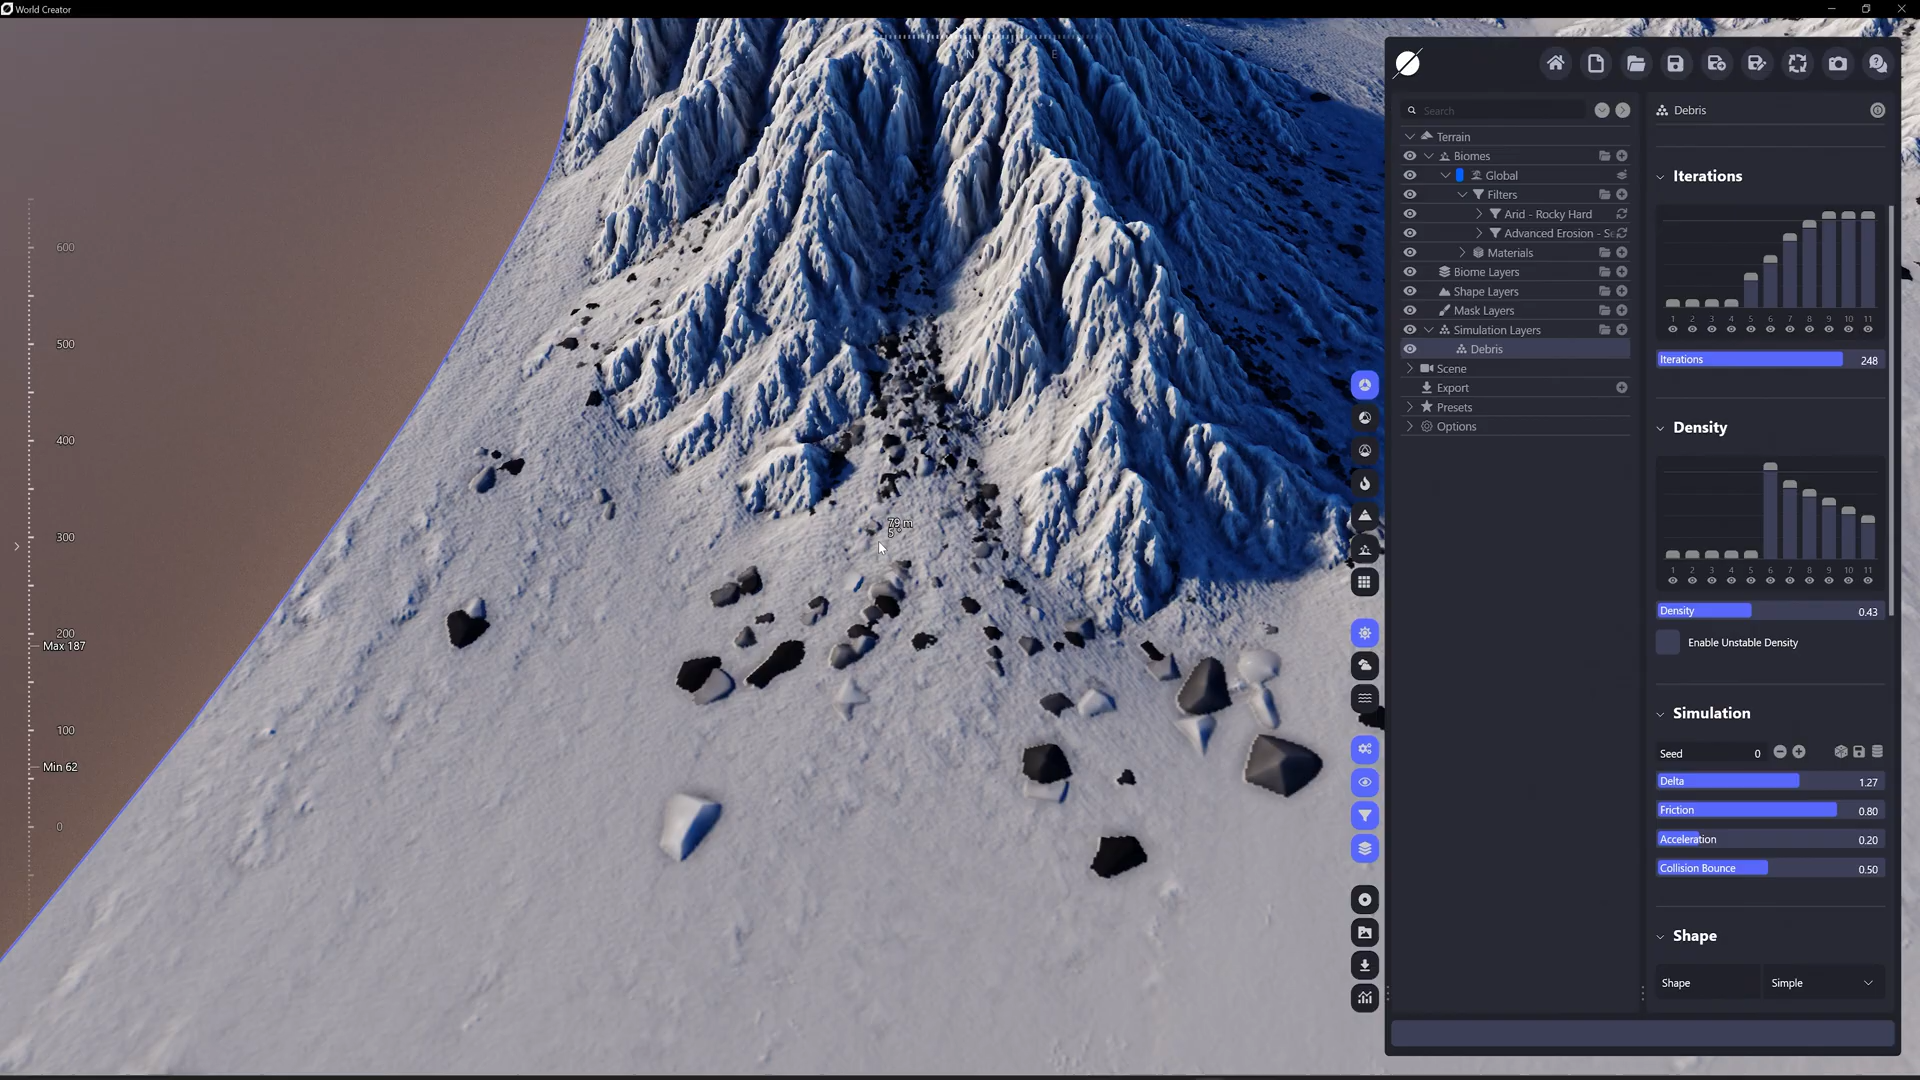 World Creator
N
E
600
500
400
300
200
Max 187
100
Min 62
0
79 m
5 °
Search
Terrain
Biomes
Global
Filters
Arid - Rocky Hard
Advanced Erosion - Se
Materials
Biome Layers
Shape Layers
Mask Layers
Simulation Layers
Debris
Scene
Export
Presets
Options
Debris
Iterations
1 2 3 4 5 6 7 8 9 10 11
Iterations 248
Density
1 2 3 4 5 6 7 8 9 10 11
Density 0.43
Enable Unstable Density
Simulation
Seed 0
Delta 1.27
Friction 0.80
Acceleration 0.20
Collision Bounce 0.50
Shape
Shape Simple